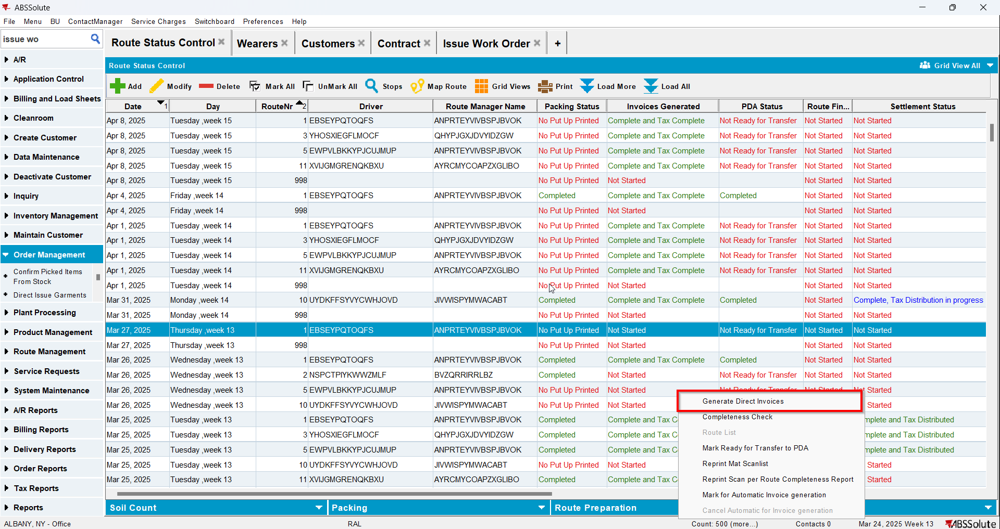 ABSSolute
File Menu BU ContactManager Service Charges Switchboard Preferences Help
issue wo
Route Status Control Wearers Customers Contract Issue Work Order +
Route Status Control Grid View All
Add Modify Delete Mark All UnMark All Stops Map Route Grid Views Print Load More Load All
A/R
Application Control
Billing and Load Sheets
Cleanroom
Create Customer
Data Maintenance
Deactivate Customer
Inquiry
Inventory Management
Maintain Customer
Order Management
Confirm Picked Items
From Stock
Direct Issue Garments
Plant Processing
Product Management
Route Management
Service Requests
System Maintenance
A/R Reports
Billing Reports
Delivery Reports
Order Reports
Tax Reports
Reports
Date 1 Day RouteNr 2 Driver Route Manager Name Packing Status Invoices Generated PDA Status Route Fin... Settlement Status
Apr 8, 2025 Tuesday ,week 15 1 EBSEYPQTOQFS ANPRTEYVIVBSPJBVOK No Put Up Printed Complete and Tax Complete Not Ready for Transfer Not Started Not Started
Apr 8, 2025 Tuesday ,week 15 3 YHOSXIEGFLMOCF QHYPJGXJDVYIDZGW No Put Up Printed Complete and Tax Complete Not Ready for Transfer Not Started Not Started
Apr 8, 2025 Tuesday ,week 15 5 EWPVLBKKYPJCUJMUP ANPRTEYVIVBSPJBVOK No Put Up Printed Complete and Tax Complete Not Ready for Transfer Not Started Not Started
Apr 8, 2025 Tuesday ,week 15 11 XVIJGMGRENQKBXU AYRCMYCOAPZXGLIBO No Put Up Printed Complete and Tax Complete Not Ready for Transfer Not Started Not Started
Apr 8, 2025 Tuesday ,week 15 998 No Put Up Printed Not Started Not Started Not Started
Apr 4, 2025 Friday ,week 14 1 EBSEYPQTOQFS ANPRTEYVIVBSPJBVOK Completed Complete and Tax Complete Completed Not Started Not Started
Apr 4, 2025 Friday ,week 14 998 No Put Up Printed Not Started Not Started Not Started
Apr 1, 2025 Tuesday ,week 14 1 EBSEYPQTOQFS ANPRTEYVIVBSPJBVOK No Put Up Printed Complete and Tax Complete Not Ready for Transfer Not Started Not Started
Apr 1, 2025 Tuesday ,week 14 3 YHOSXIEGFLMOCF QHYPJGXJDVYIDZGW No Put Up Printed Complete and Tax Complete Not Ready for Transfer Not Started Not Started
Apr 1, 2025 Tuesday ,week 14 5 EWPVLBKKYPJCUJMUP ANPRTEYVIVBSPJBVOK No Put Up Printed Complete and Tax Complete Not Ready for Transfer Not Started Not Started
Apr 1, 2025 Tuesday ,week 14 11 XVIJGMGRENQKBXU AYRCMYCOAPZXGLIBO No Put Up Printed Complete and Tax Complete Not Ready for Transfer Not Started Not Started
Apr 1, 2025 Tuesday ,week 14 998 No Put Up Printed Not Started Not Started Not Started
Mar 31, 2025 Monday ,week 14 10 UYDKFFSYVYCWHJOVD JIVWISPYMWACABT Completed Complete and Tax Complete Completed Not Started Complete, Tax Distribution in progress
Mar 31, 2025 Monday ,week 14 998 No Put Up Printed Not Started Not Started Not Started
Mar 27, 2025 Thursday ,week 13 1 EBSEYPQTOQFS ANPRTEYVIVBSPJBVOK No Put Up Printed Not Started Not Ready for Transfer Not Started Not Started
Mar 27, 2025 Thursday ,week 13 998 No Put Up Printed Not Started Not Started Not Started
Mar 26, 2025 Wednesday ,week 13 1 EBSEYPQTOQFS ANPRTEYVIVBSPJBVOK Completed Complete and Tax Complete Completed Not Started Not Started
Mar 26, 2025 Wednesday ,week 13 2 NSPCTPIYKWWZMLF BVZQRRIRRLBZ Completed Not Started Not Ready for Transfer Not Started Not Started
Mar 26, 2025 Wednesday ,week 13 5 EWPVLBKKYPJCUJMUP ANPRTEYVIVBSPJBVOK No Put Up Printed Not Started Not Ready for Transfer Not Started Not Started
Mar 26, 2025 Wednesday ,week 13 10 UYDKFFSYVYCWHJOVD JIVWISPYMWACABT No Put Up Printed Not Started Started
Mar 25, 2025 Tuesday ,week 13 1 EBSEYPQTOQFS ANPRTEYVIVBSPJBVOK Completed Complete and Tax C mplete and Tax Distributed
Mar 25, 2025 Tuesday ,week 13 3 YHOSXIEGFLMOCF QHYPJGXJDVYIDZGW Completed Complete and Tax C mplete and Tax Distributed
Mar 25, 2025 Tuesday ,week 13 5 EWPVLBKKYPJCUJMUP ANPRTEYVIVBSPJBVOK Completed Complete and Tax C mplete and Tax Distributed
Mar 25, 2025 Tuesday ,week 13 10 UYDKFFSYVYCWHJOVD JIVWISPYMWACABT No Put Up Printed Not Started Started
Mar 25, 2025 Tuesday ,week 13 11 XVIJGMGRENQKBXU AYRCMYCOAPZXGLIBO Completed Complete and Tax C Started
Generate Direct Invoices
Completeness Check
Route List
Mark Ready for Transfer to PDA
Reprint Mat Scanlist
Reprint Scan per Route Completeness Report
Mark for Automatic Invoice generation
Cancel Automatic for Invoice generation
Soil Count Packing Route Preparation
ALBANY, NY - Office RAL Count: 500 (more...) Contacts 0 Mar 24, 2025 Week 13 ABSSolute